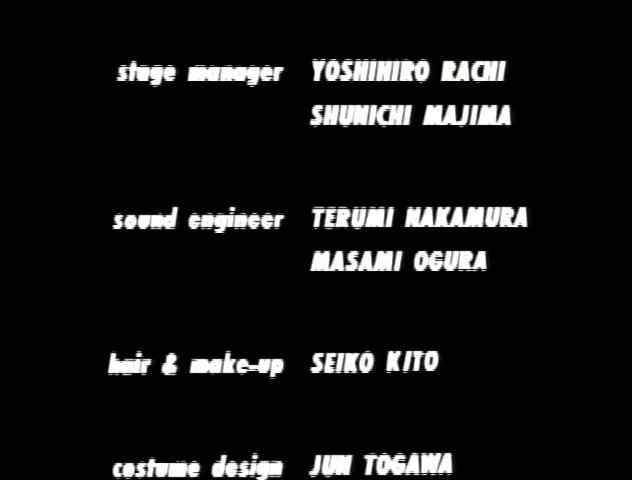 stage manager YOSHIHIRO RACHI
SHUNICHI MAJIMA
sound engineer TERUMI NAKAMURA
MASAMI OGURA
hair & make-up SEIKO KITO
costume design JUN TOGAWA